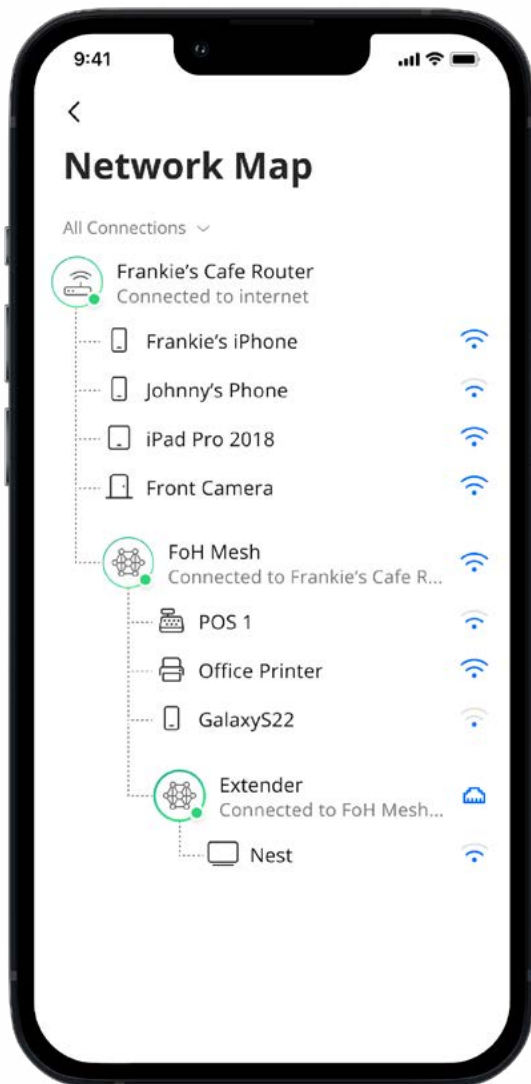 9:41
Network Map
All Connections
Frankie's Cafe Router
Connected to internet
Frankie's iPhone
Johnny's Phone
iPad Pro 2018
Front Camera
FoH Mesh
Connected to Frankie's Cafe R...
POS 1
Office Printer
GalaxyS22
Extender
Connected to FoH Mesh...
Nest